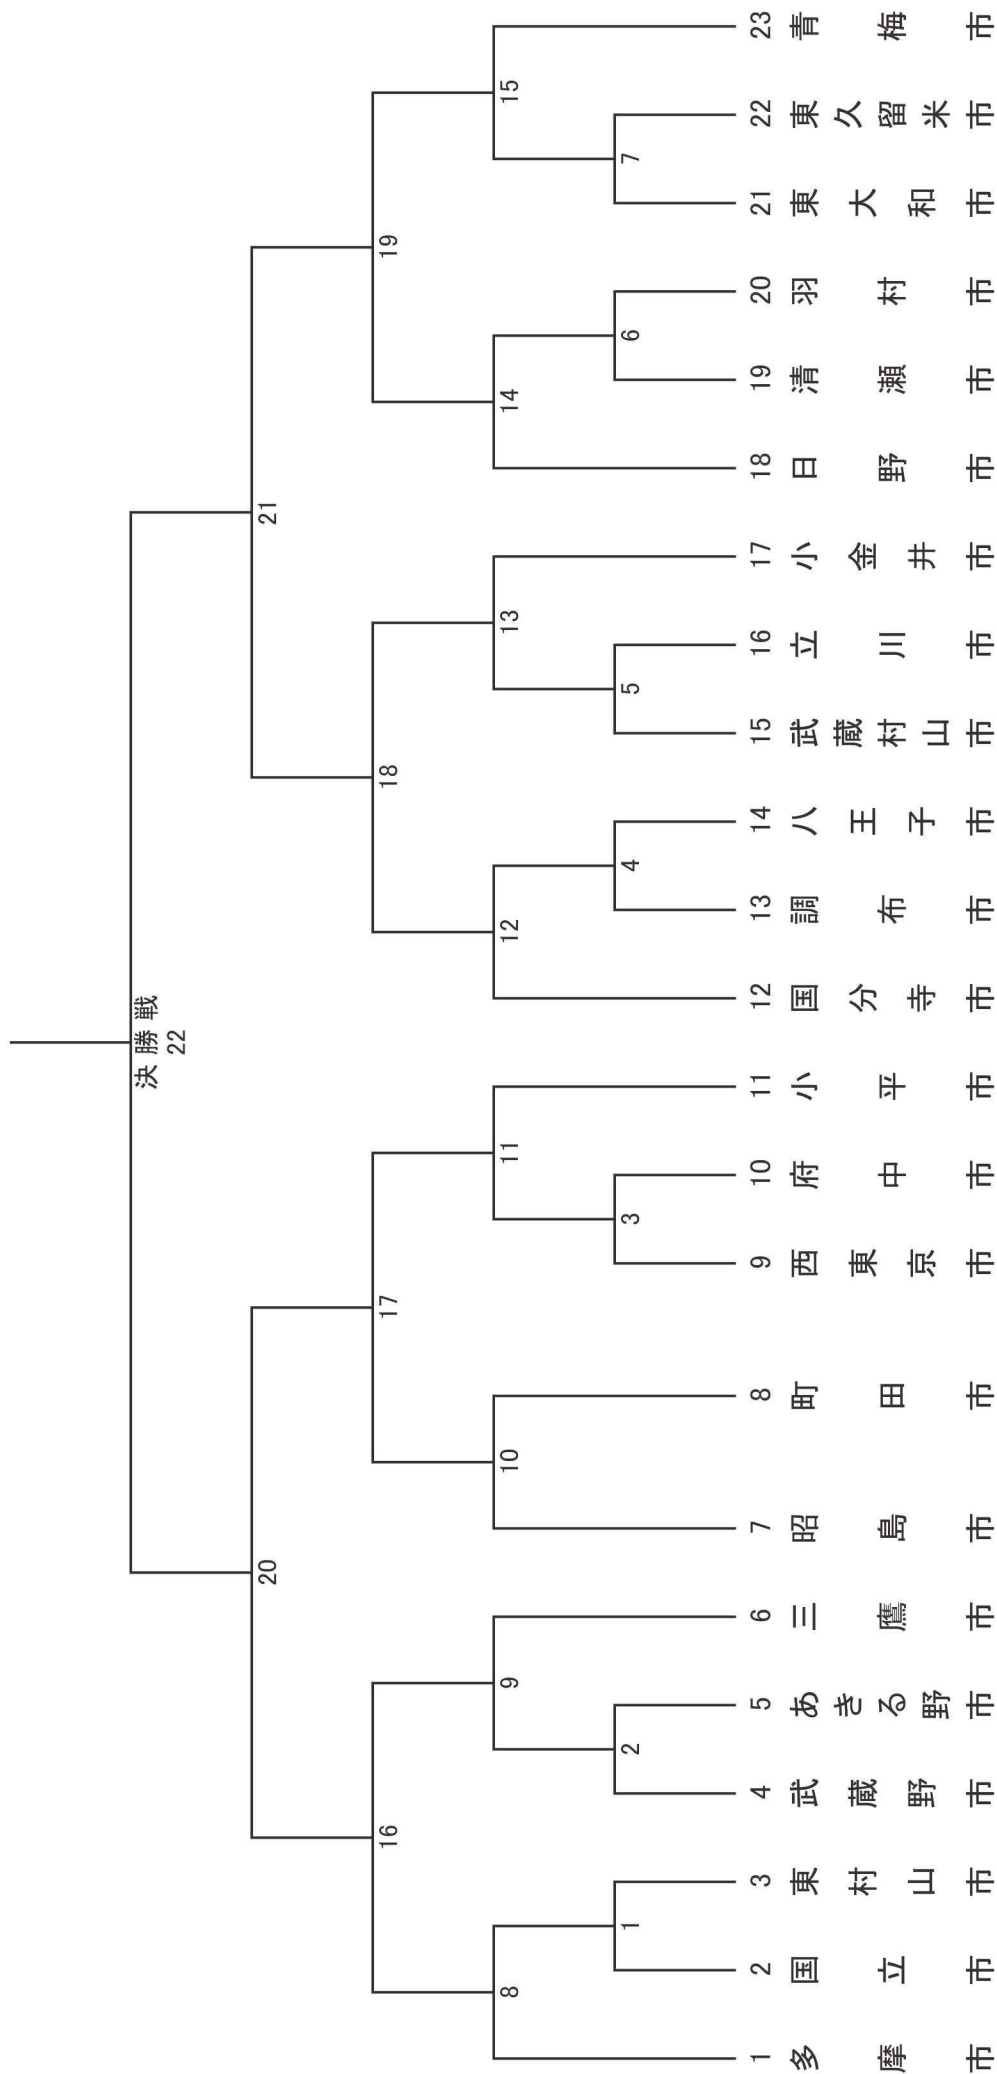 決勝戦
22
20
21
16
17
18
19
8
9
10
11
12
13
14
15
1
2
3
4
5
6
7
1 多摩市
2 国立市
3 東村山市
4 武蔵野市
5 あきる野市
6 三鷹市
7 昭島市
8 町田市
9 西東京市
10 府中市
11 小平市
12 国分寺市
13 調布市
14 八王子市
15 武蔵村山市
16 立川市
17 小金井市
18 日野市
19 清瀬市
20 羽村市
21 東大和市
22 東久留米市
23 青梅市